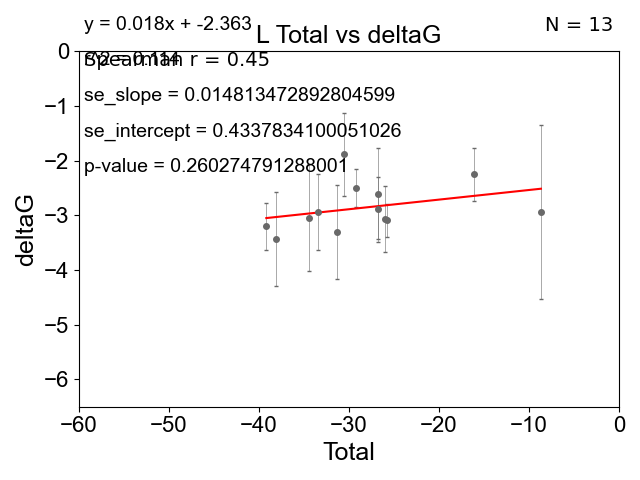 y = 0.018x + -2.363
N = 13
L Total vs deltaG
Spearman r = 0.45
se_slope = 0.014813472892804599
se_intercept = 0.4337834100051026
p-value = 0.260274791288001
0
−1
−2
−3
−4
−5
−6
deltaG
−60
−50
−40
−30
−20
−10
0
Total